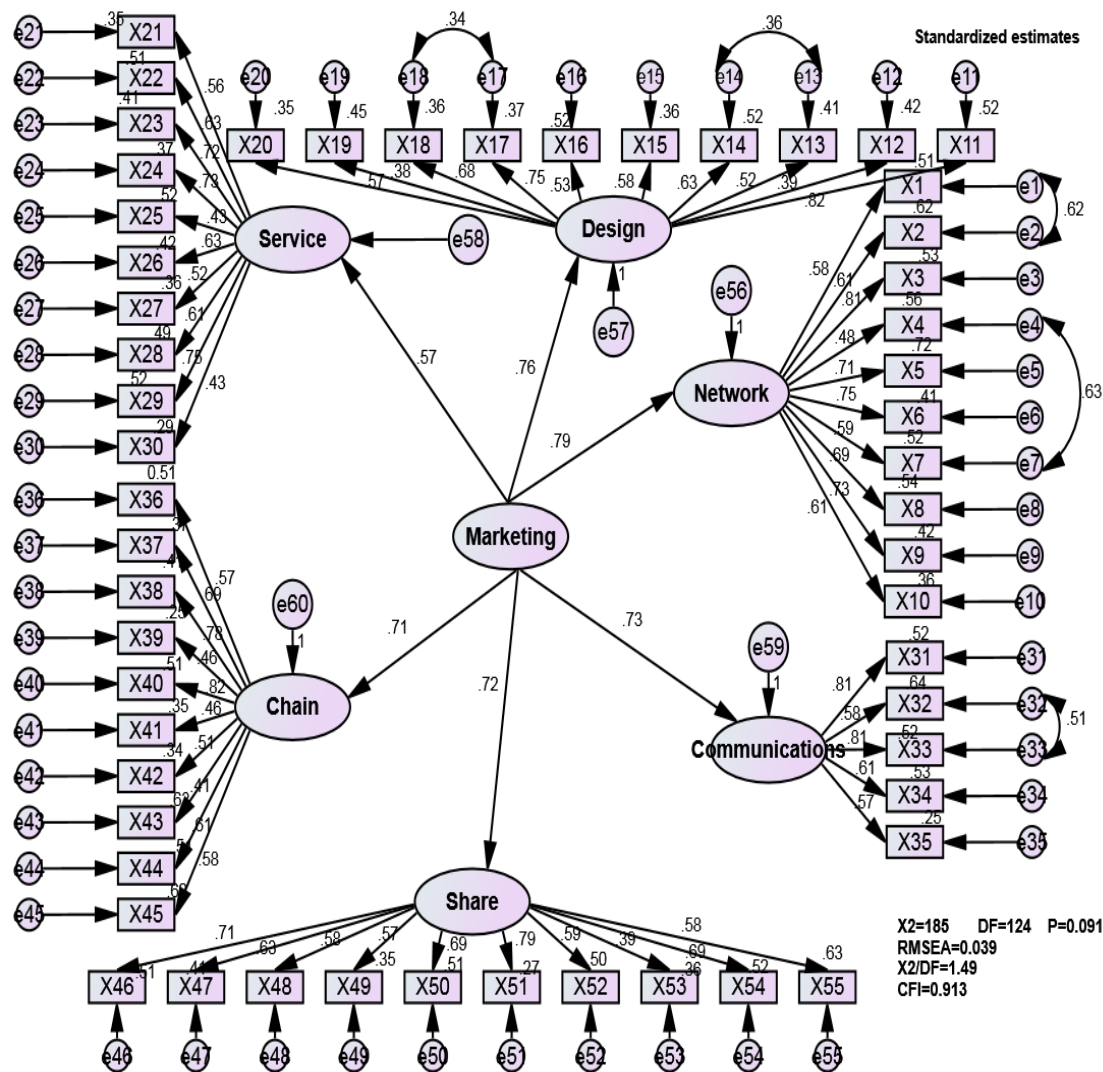 Standardized estimates
.34
.36
e21
.35
X21
e22
.51
X22
e23
.41
X23
e24
.37
X24
e25
.52
X25
e26
.42
X26
e27
.36
X27
e28
.49
X28
e29
.52
X29
e30
.29
X30
.56
.63
.72
.73
.43
.63
.52
.61
.75
.43
Service
e58
e20
e19
e18
e17
e16
e15
e14
e13
e12
e11
.35
.45
.36
.37
.52
.36
.52
.41
.42
.52
X20
X19
X18
X17
X16
X15
X14
X13
X12
X11
.57
.38
.68
.75
.53
.58
.63
.52
.39
.82
Design
1
e57
e56
1
Network
.58
.61
.81
.48
.71
.75
.59
.69
.73
.61
.51
X1
e1
.62
X2
e2
.53
X3
e3
.56
X4
e4
.72
X5
e5
.41
X6
e6
.52
X7
e7
.54
X8
e8
.42
X9
e9
.36
X10
e10
.62
.63
.57
.76
.79
Marketing
.71
.72
.73
e36
0.51
X36
e37
X37
e38
X38
e39
X39
e40
.51
X40
e41
.35
X41
e42
.34
X42
e43
X43
e44
X44
e45
X45
.57
.69
.78
.46
.82
.46
.51
.41
.61
.58
e60
1
Chain
e59
1
Communications
.81
.58
.81
.61
.57
.52
X31
e31
.64
X32
e32
.52
X33
e33
.53
X34
e34
.25
X35
e35
.51
Share
.71
.63
.58
.57
.69
.79
.59
.39
.69
.58
.51
.41
.35
.51
.27
.50
.36
.52
.63
X46
X47
X48
X49
X50
X51
X52
X53
X54
X55
e46
e47
e48
e49
e50
e51
e52
e53
e54
e55
X2=185 DF=124 P=0.091
RMSEA=0.039
X2/DF=1.49
CFI=0.913